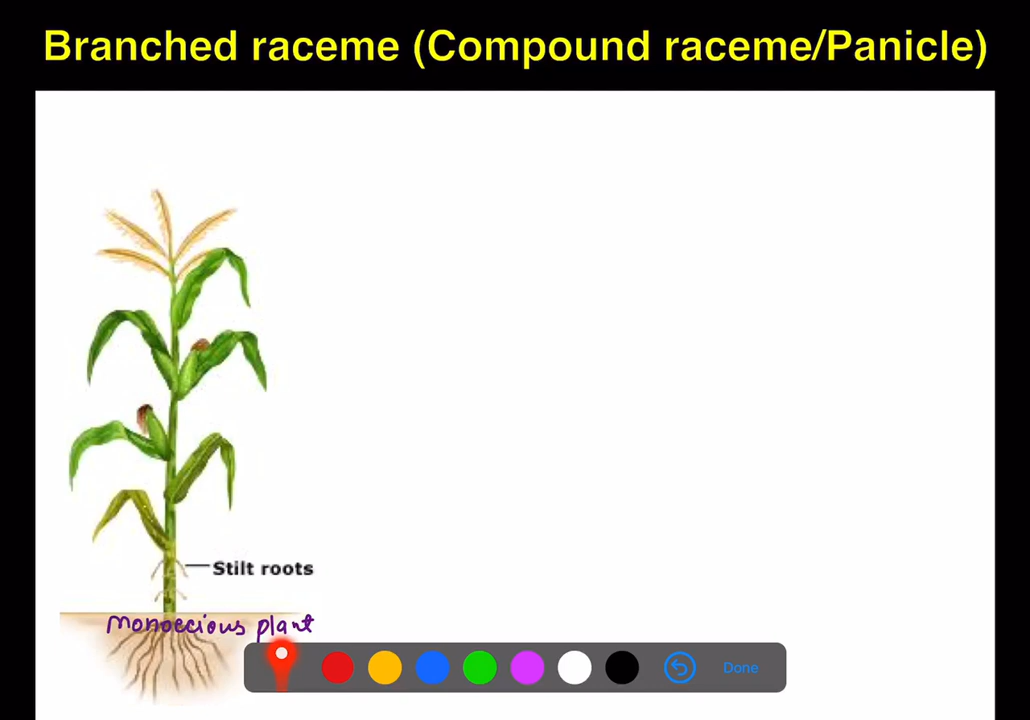 Branched raceme (Compound raceme/Panicle)
Stilt roots
Monoecious plant
Done